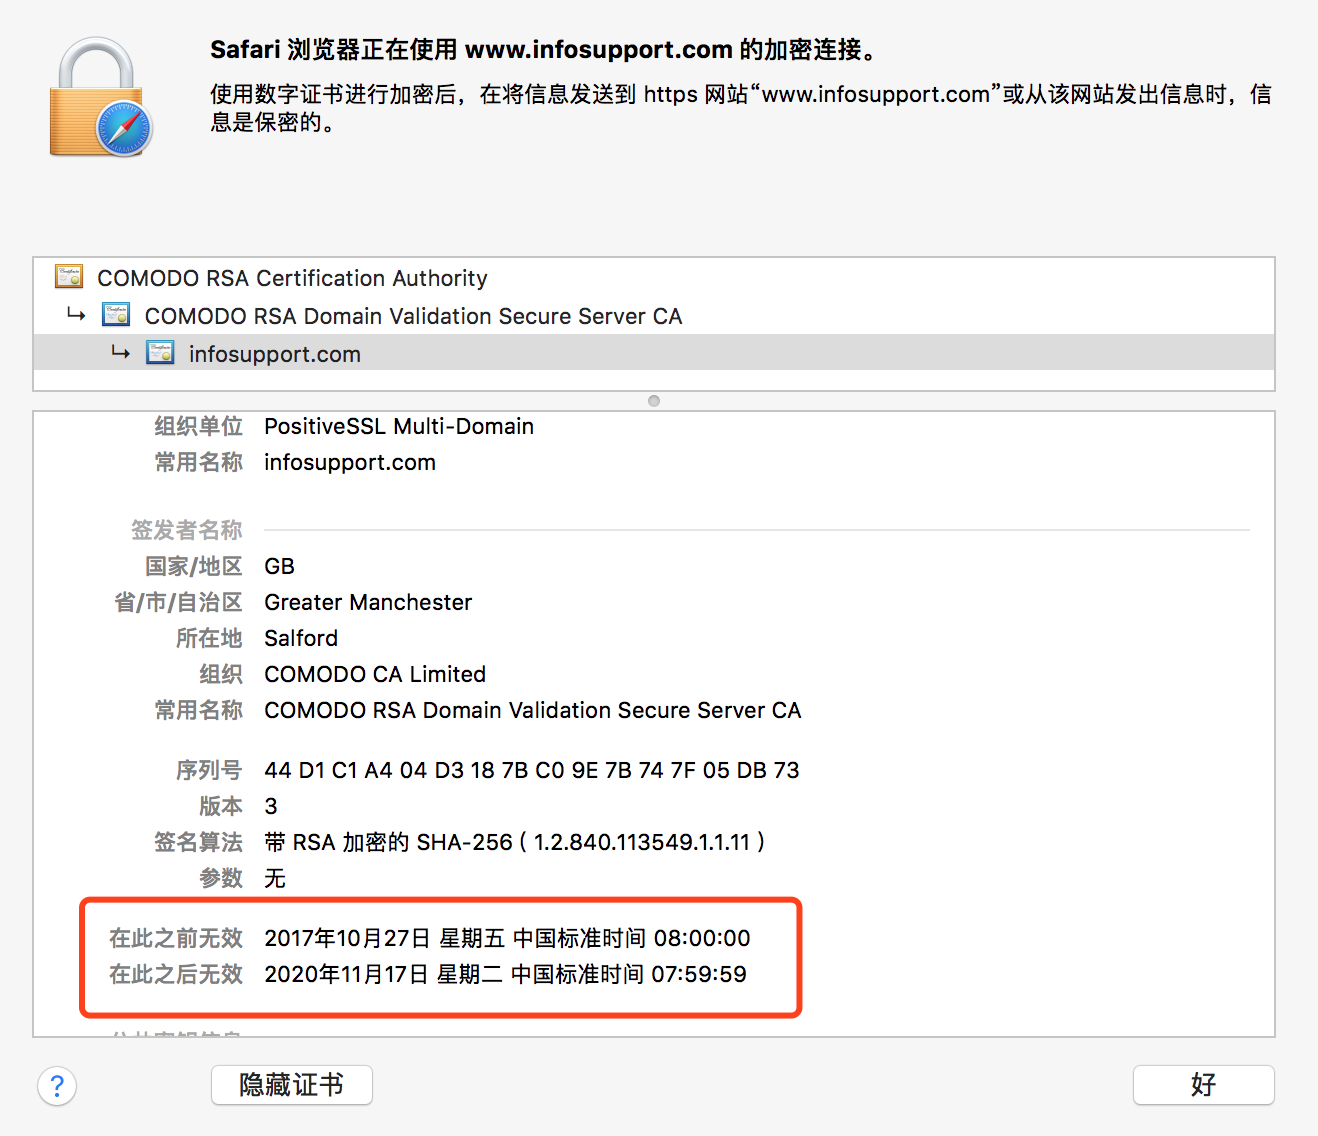 Safari 浏览器正在使用 www.infosupport.com 的加密连接。
使用数字证书进行加密后，在将信息发送到 https 网站“www.infosupport.com”或从该网站发出信息时，信
息是保密的。
COMODO RSA Certification Authority
COMODO RSA Domain Validation Secure Server CA
infosupport.com
组织单位 PositiveSSL Multi-Domain
常用名称 infosupport.com
签发者名称
国家/地区 GB
省/市/自治区 Greater Manchester
所在地 Salford
组织 COMODO CA Limited
常用名称 COMODO RSA Domain Validation Secure Server CA
序列号 44 D1 C1 A4 04 D3 18 7B C0 9E 7B 74 7F 05 DB 73
版本 3
签名算法 带 RSA 加密的 SHA-256 ( 1.2.840.113549.1.1.11 )
参数 无
在此之前无效 2017年10月27日 星期五 中国标准时间 08:00:00
在此之后无效 2020年11月17日 星期二 中国标准时间 07:59:59
? 隐藏证书 好